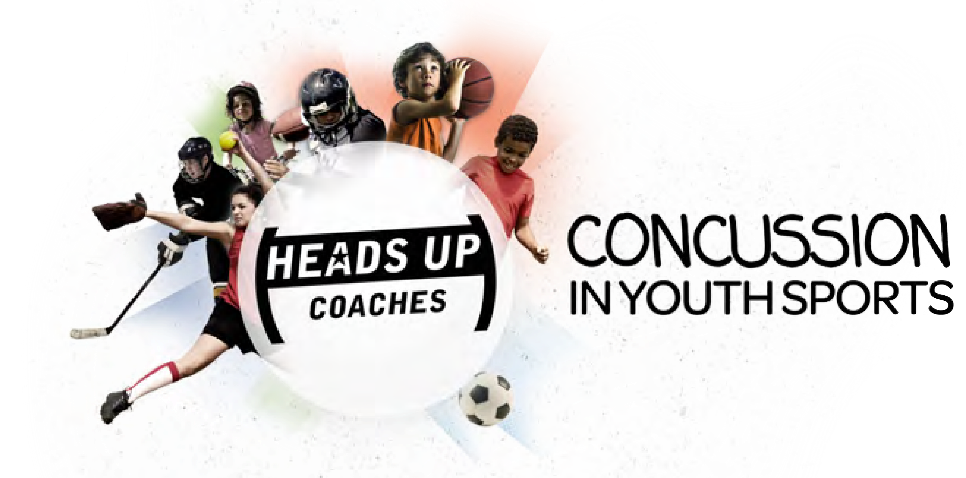 HEADS UP
COACHES
CONCUSSION
IN YOUTH SPORTS